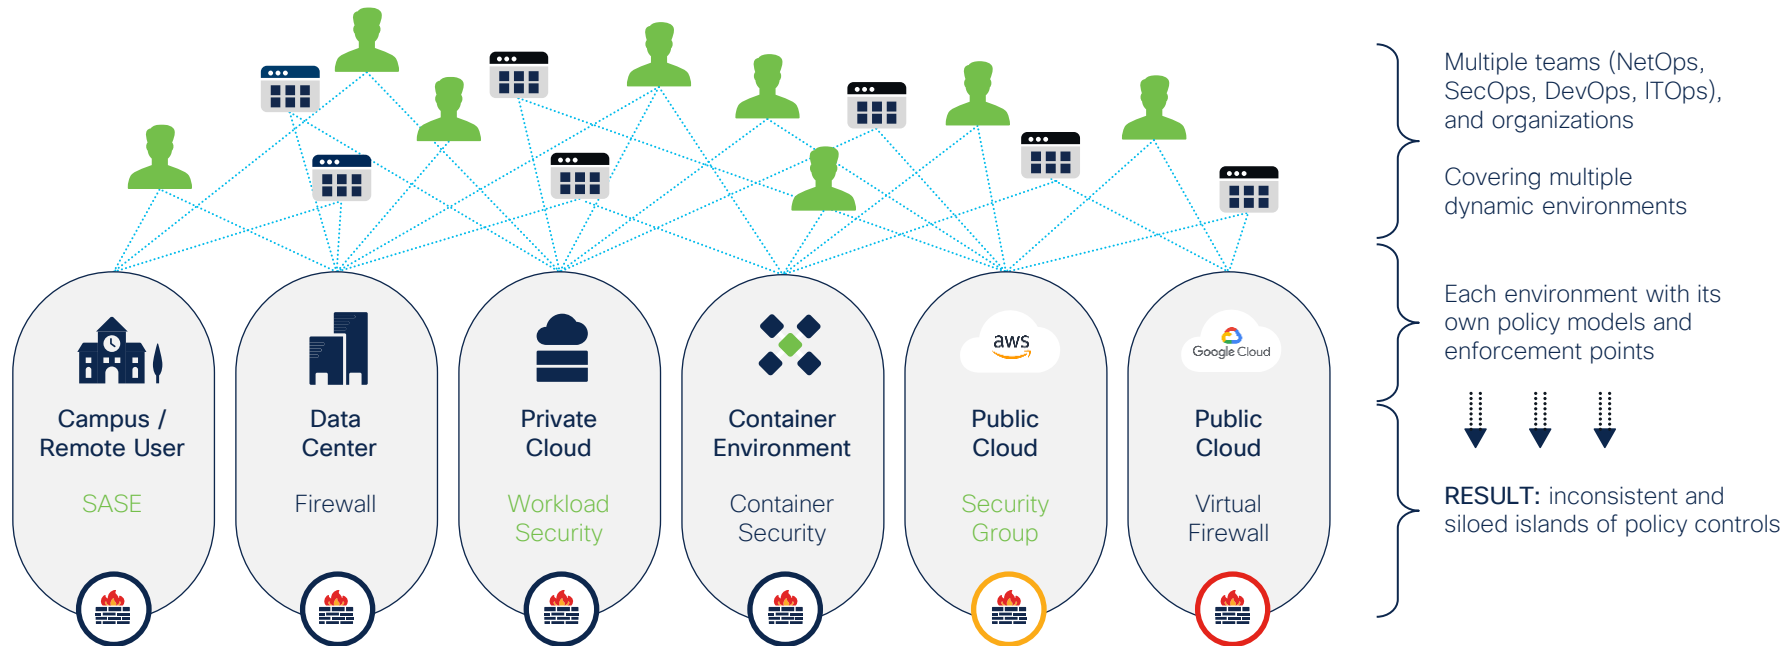 Multiple teams (NetOps,
SecOps, DevOps, ITOps),
and organizations
Covering multiple
dynamic environments
Each environment with its
own policy models and
enforcement points
RESULT: inconsistent and
siloed islands of policy controls
Campus /
Remote User
SASE
Data
Center
Firewall
Private
Cloud
Workload
Security
Container
Environment
Container
Security
aws
Public
Cloud
Security
Group
Google Cloud
Public
Cloud
Virtual
Firewall